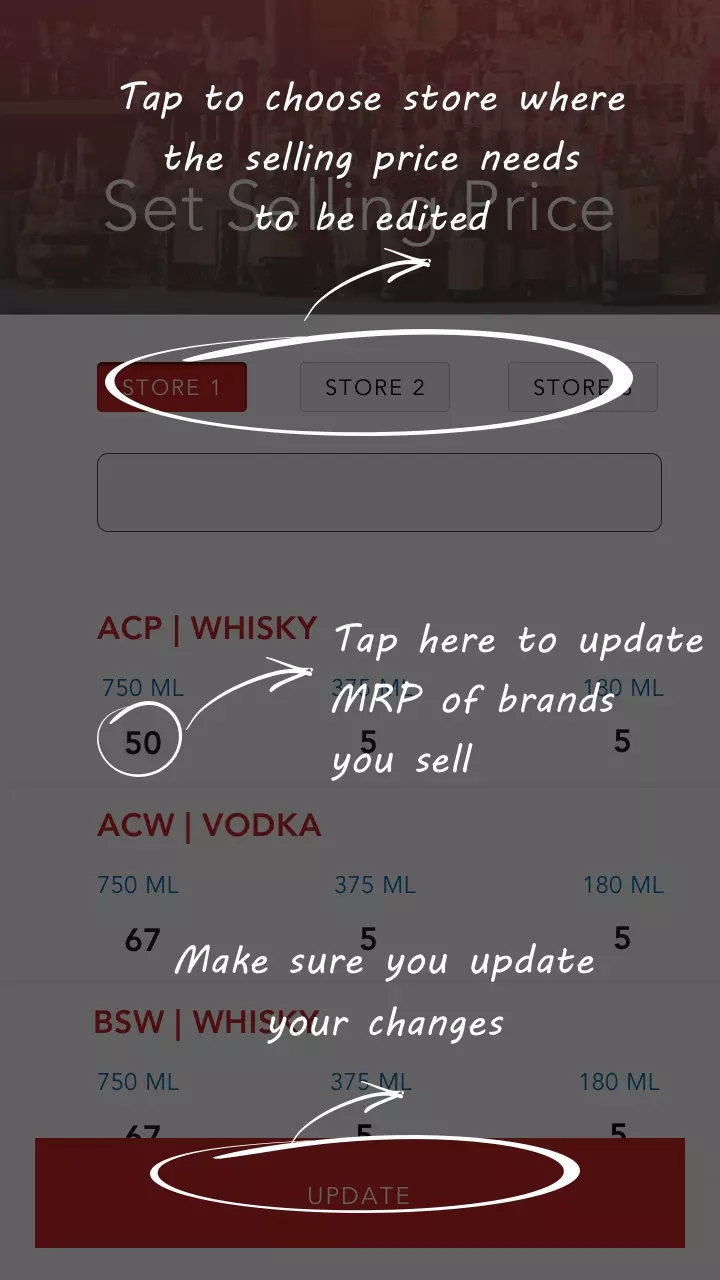 Tap to choose store where
the selling price needs
Set Selling Price
to be edited
STORE 1 STORE 2 STORE 3
ACP | WHISKY
Tap here to update
750 ML 375 ML 180 ML
MRP of brands
50 5 5
you sell
ACW | VODKA
750 ML 375 ML 180 ML
67 5 5
Make sure you update
BSW | WHISKY
your changes
750 ML 375 ML 180 ML
67 5 5
UPDATE